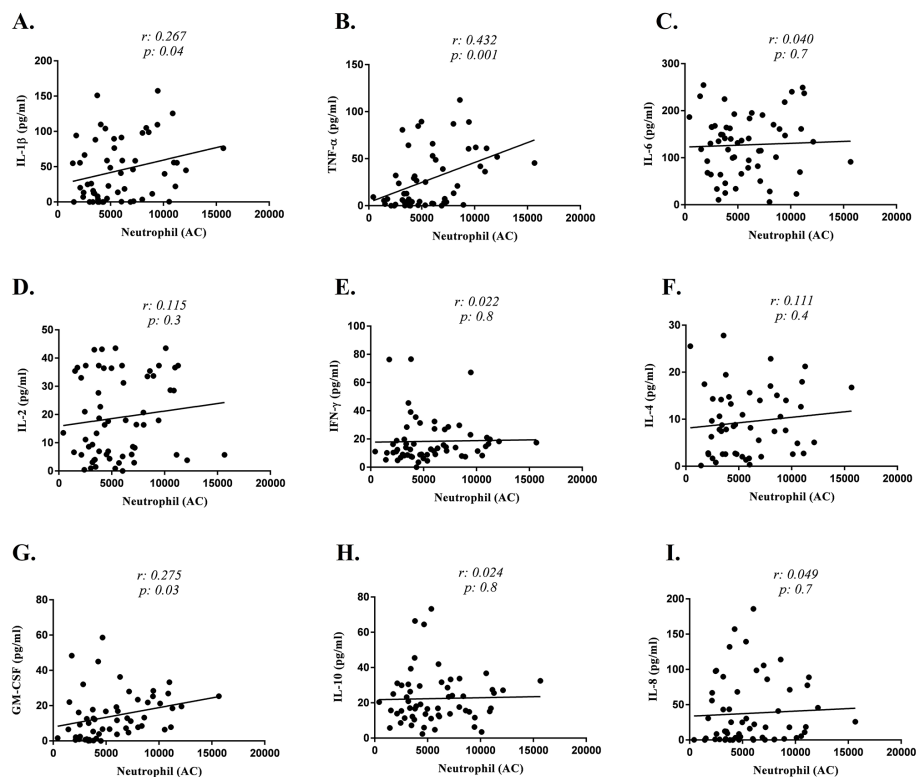 A.
r: 0.267
p: 0.04
200
150
100
50
0
IL-1β (pg/ml)
0
5000
10000
15000
20000
Neutrophil (AC)
B.
r: 0.432
p: 0.001
150
100
50
0
TNF-α (pg/ml)
0
5000
10000
15000
20000
Neutrophil (AC)
C.
r: 0.040
p: 0.7
300
200
100
0
IL-6 (pg/ml)
0
5000
10000
15000
20000
Neutrophil (AC)
D.
r: 0.115
p: 0.3
50
40
30
20
10
0
IL-2 (pg/ml)
0
5000
10000
15000
20000
Neutrophil (AC)
E.
r: 0.022
p: 0.8
100
80
60
40
20
0
IFN-γ (pg/ml)
0
5000
10000
15000
20000
Neutrophil (AC)
F.
r: 0.111
p: 0.4
30
20
10
0
IL-4 (pg/ml)
0
5000
10000
15000
20000
Neutrophil (AC)
G.
r: 0.275
p: 0.03
80
60
40
20
0
GM-CSF (pg/ml)
0
5000
10000
15000
20000
Neutrophil (AC)
H.
r: 0.024
p: 0.8
80
60
40
20
0
IL-10 (pg/ml)
0
5000
10000
15000
20000
Neutrophil (AC)
I.
r: 0.049
p: 0.7
200
150
100
50
0
IL-8 (pg/ml)
0
5000
10000
15000
20000
Neutrophil (AC)